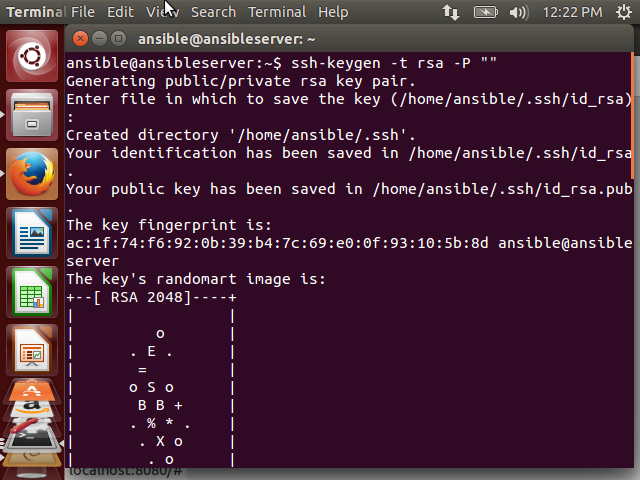 Terminal File Edit View Search Terminal Help 12:22 PM
ansible@ansibleserver: ~
ansible@ansibleserver:~$ ssh-keygen -t rsa -P ""
Generating public/private rsa key pair.
Enter file in which to save the key (/home/ansible/.ssh/id_rsa)
:
Created directory '/home/ansible/.ssh'.
Your identification has been saved in /home/ansible/.ssh/id_rsa
.
Your public key has been saved in /home/ansible/.ssh/id_rsa.pub
.
The key fingerprint is:
ac:1f:74:f6:92:0b:39:b4:7c:69:e0:0f:93:10:5b:8d ansible@ansible
server
The key's randomart image is:
+--[ RSA 2048]----+
|                 |
|         o       |
|      . E .      |
|       =         |
|      o S o      |
|       B B +     |
|      . % * .    |
|       . X o     |
|        . o      |
localhost:8080/#